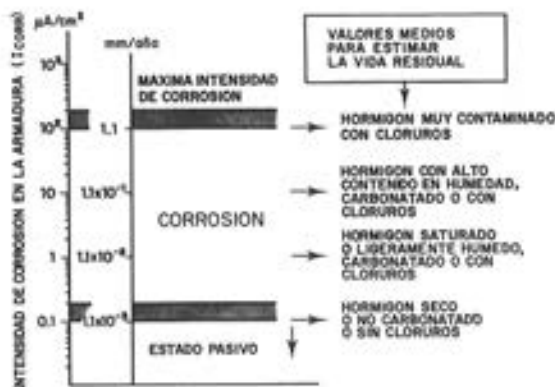 INTENSIDAD DE CORROSION EN LA ARMADURA (ICORR)
μA/cm²
mm/año
10³
10²
10
1
0.1
1,1
1,1x10⁻¹
1,1x10⁻²
1,1x10⁻³
MAXIMA INTENSIDAD
DE CORROSION
CORROSION
ESTADO PASIVO
VALORES MEDIOS
PARA ESTIMAR
LA VIDA RESIDUAL
HORMIGON MUY CONTAMINADO
CON CLORUROS
HORMIGON CON ALTO
CONTENIDO EN HUMEDAD,
CARBONATADO O CON
CLORUROS
HORMIGON SATURADO
O LIGERAMENTE HUMEDO,
CARBONATADO O CON
CLORUROS
HORMIGON SECO
O NO CARBONATADO
O SIN CLORUROS